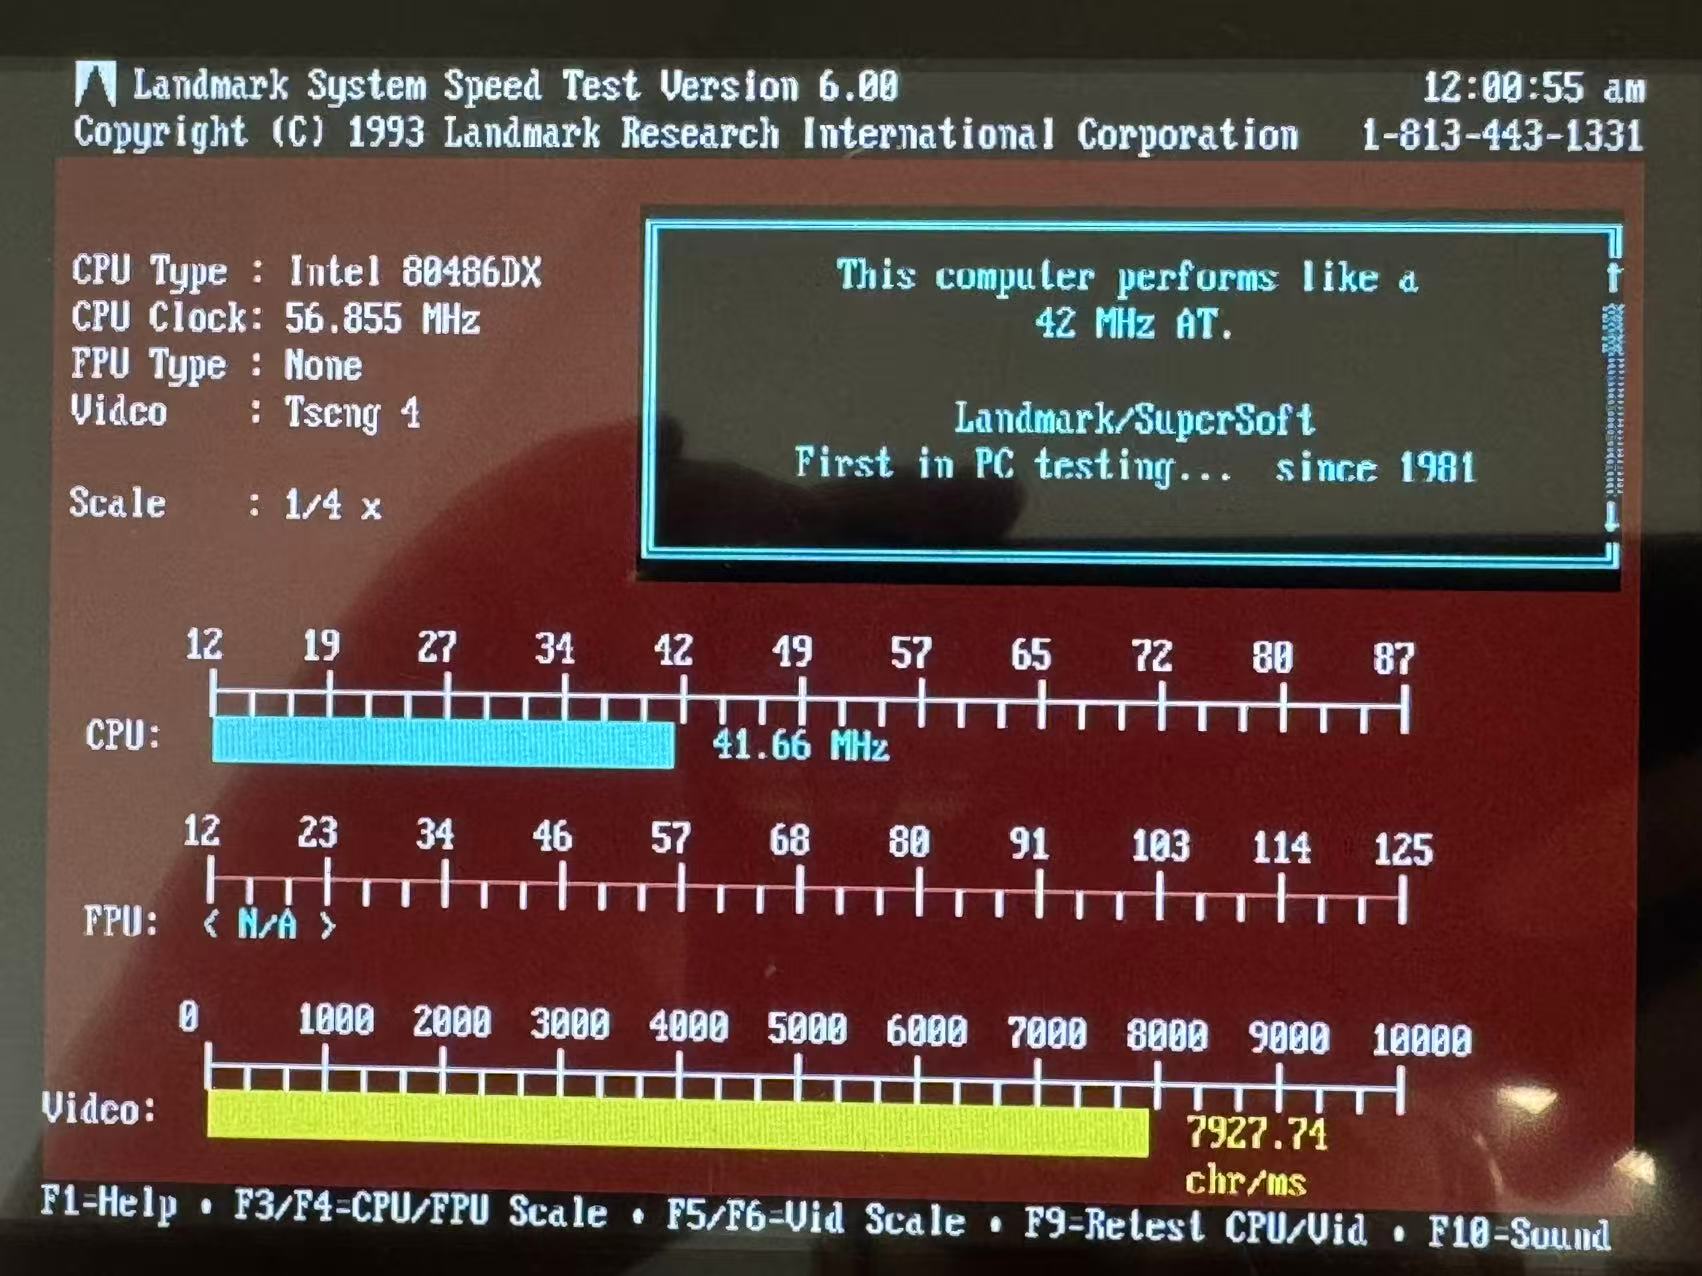 Landmark System Speed Test Version 6.00 12:00:55 am
Copyright (C) 1993 Landmark Research International Corporation 1-813-443-1331
CPU Type : Intel 80486DX
CPU Clock: 56.855 MHz
FPU Type : None
Video : Tseng 4
Scale : 1/4 x
This computer performs like a
42 MHz AT.
Landmark/SuperSoft
First in PC testing... since 1981
12 19 27 34 42 49 57 65 72 80 87
CPU: 41.66 MHz
12 23 34 46 57 68 80 91 103 114 125
FPU: < N/A >
0 1000 2000 3000 4000 5000 6000 7000 8000 9000 10000
Video: 7927.74
chr/ms
F1=Help • F3/F4=CPU/FPU Scale • F5/F6=Vid Scale • F9=Retest CPU/Vid • F10=Sound